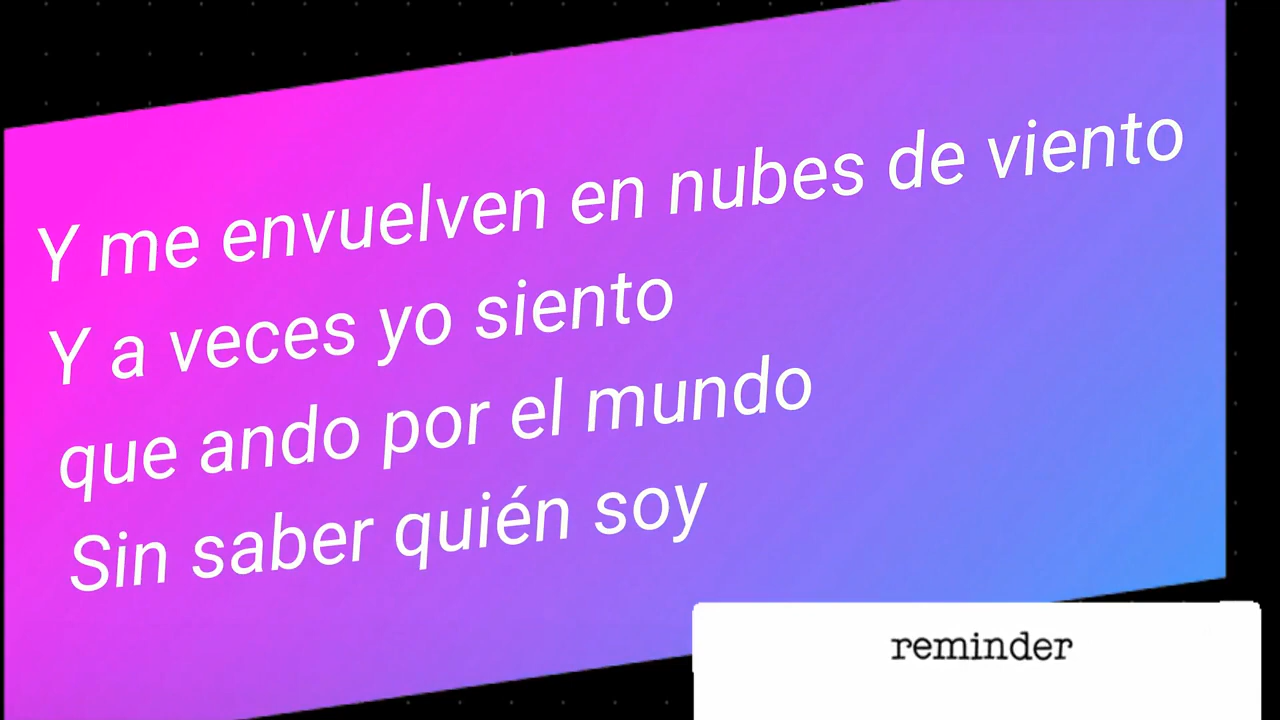 Y me envuelven en nubes de viento
Y a veces yo siento
que ando por el mundo
Sin saber quién soy
reminder